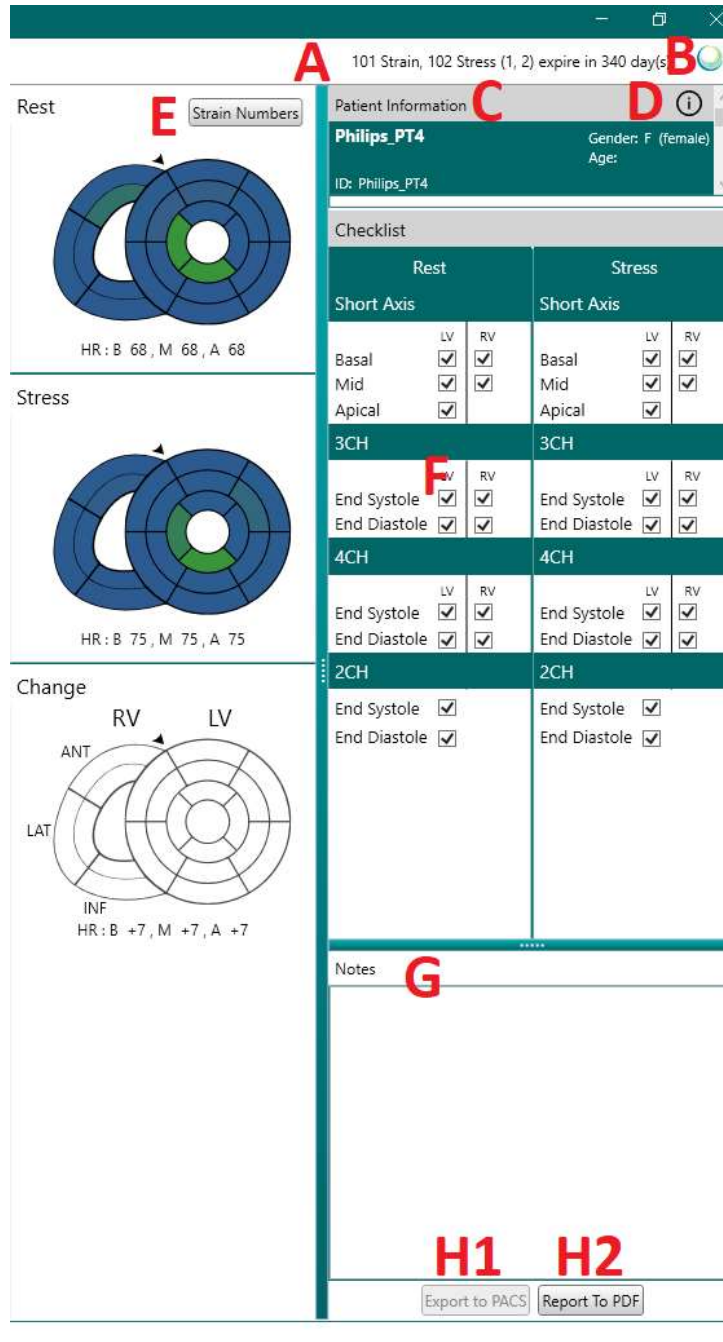 A
101 Strain, 102 Stress (1, 2) expire in 340 day(s)
B
Rest
E
Strain Numbers
HR : B 68 , M 68 , A 68
Stress
HR : B 75 , M 75 , A 75
Change
RV LV
ANT
LAT
INF
HR : B +7 , M +7 , A +7
Patient Information
C
D
Philips_PT4
Gender: F (female)
Age:
ID: Philips_PT4
Checklist
Rest Stress
Short Axis Short Axis
LV RV LV RV
Basal Basal
Mid Mid
Apical Apical
3CH 3CH
F
LV RV LV RV
End Systole End Systole
End Diastole End Diastole
4CH 4CH
LV RV LV RV
End Systole End Systole
End Diastole End Diastole
2CH 2CH
End Systole End Systole
End Diastole End Diastole
Notes
G
H1 H2
Export to PACS Report To PDF